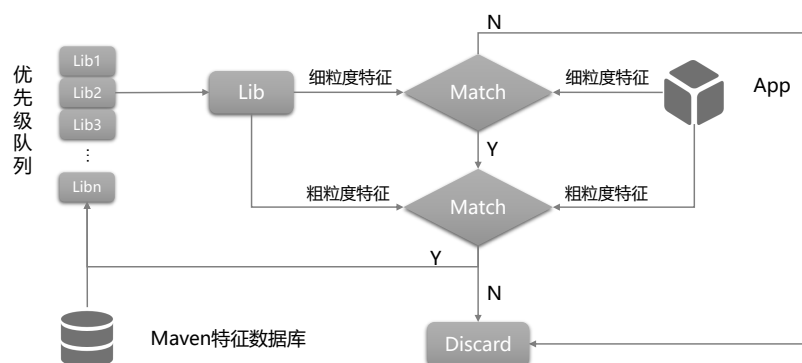 优先级队列
Lib1
Lib2
Lib3
⋮
Libn
Lib
细粒度特征
粗粒度特征
N
Match
Y
Match
Y
N
Discard
细粒度特征
粗粒度特征
App
Maven特征数据库